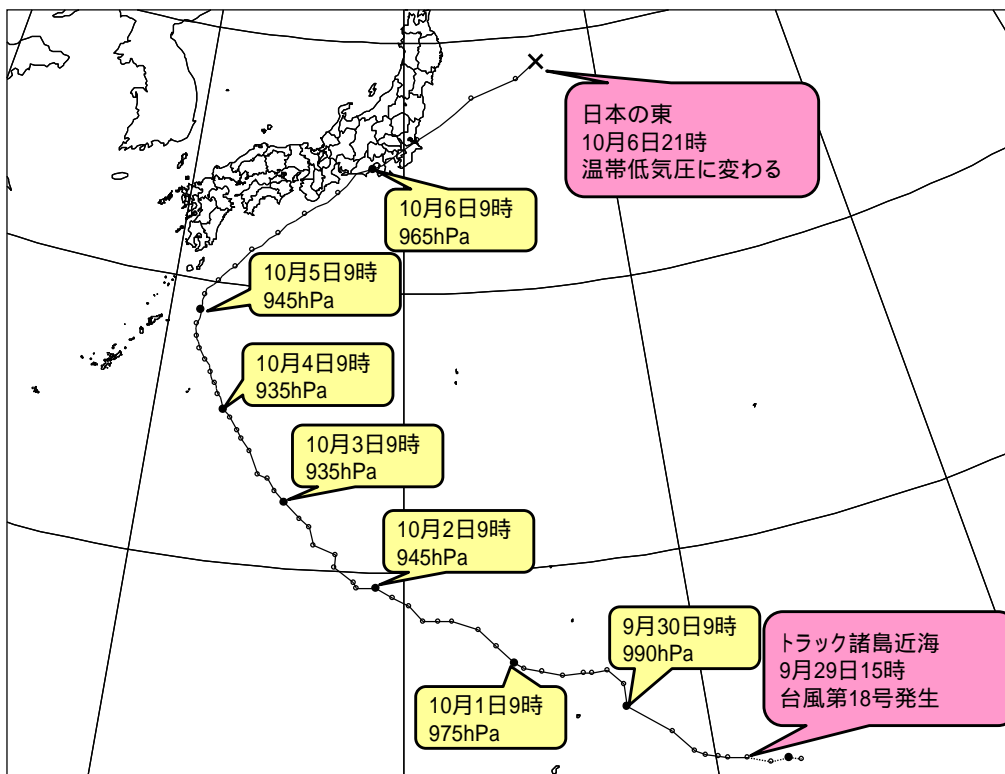 日本の東
10月6日21時
温帯低気圧に変わる
10月6日9時
965hPa
10月5日9時
945hPa
10月4日9時
935hPa
10月3日9時
935hPa
10月2日9時
945hPa
9月30日9時
990hPa
トラック諸島近海
9月29日15時
台風第18号発生
10月1日9時
975hPa